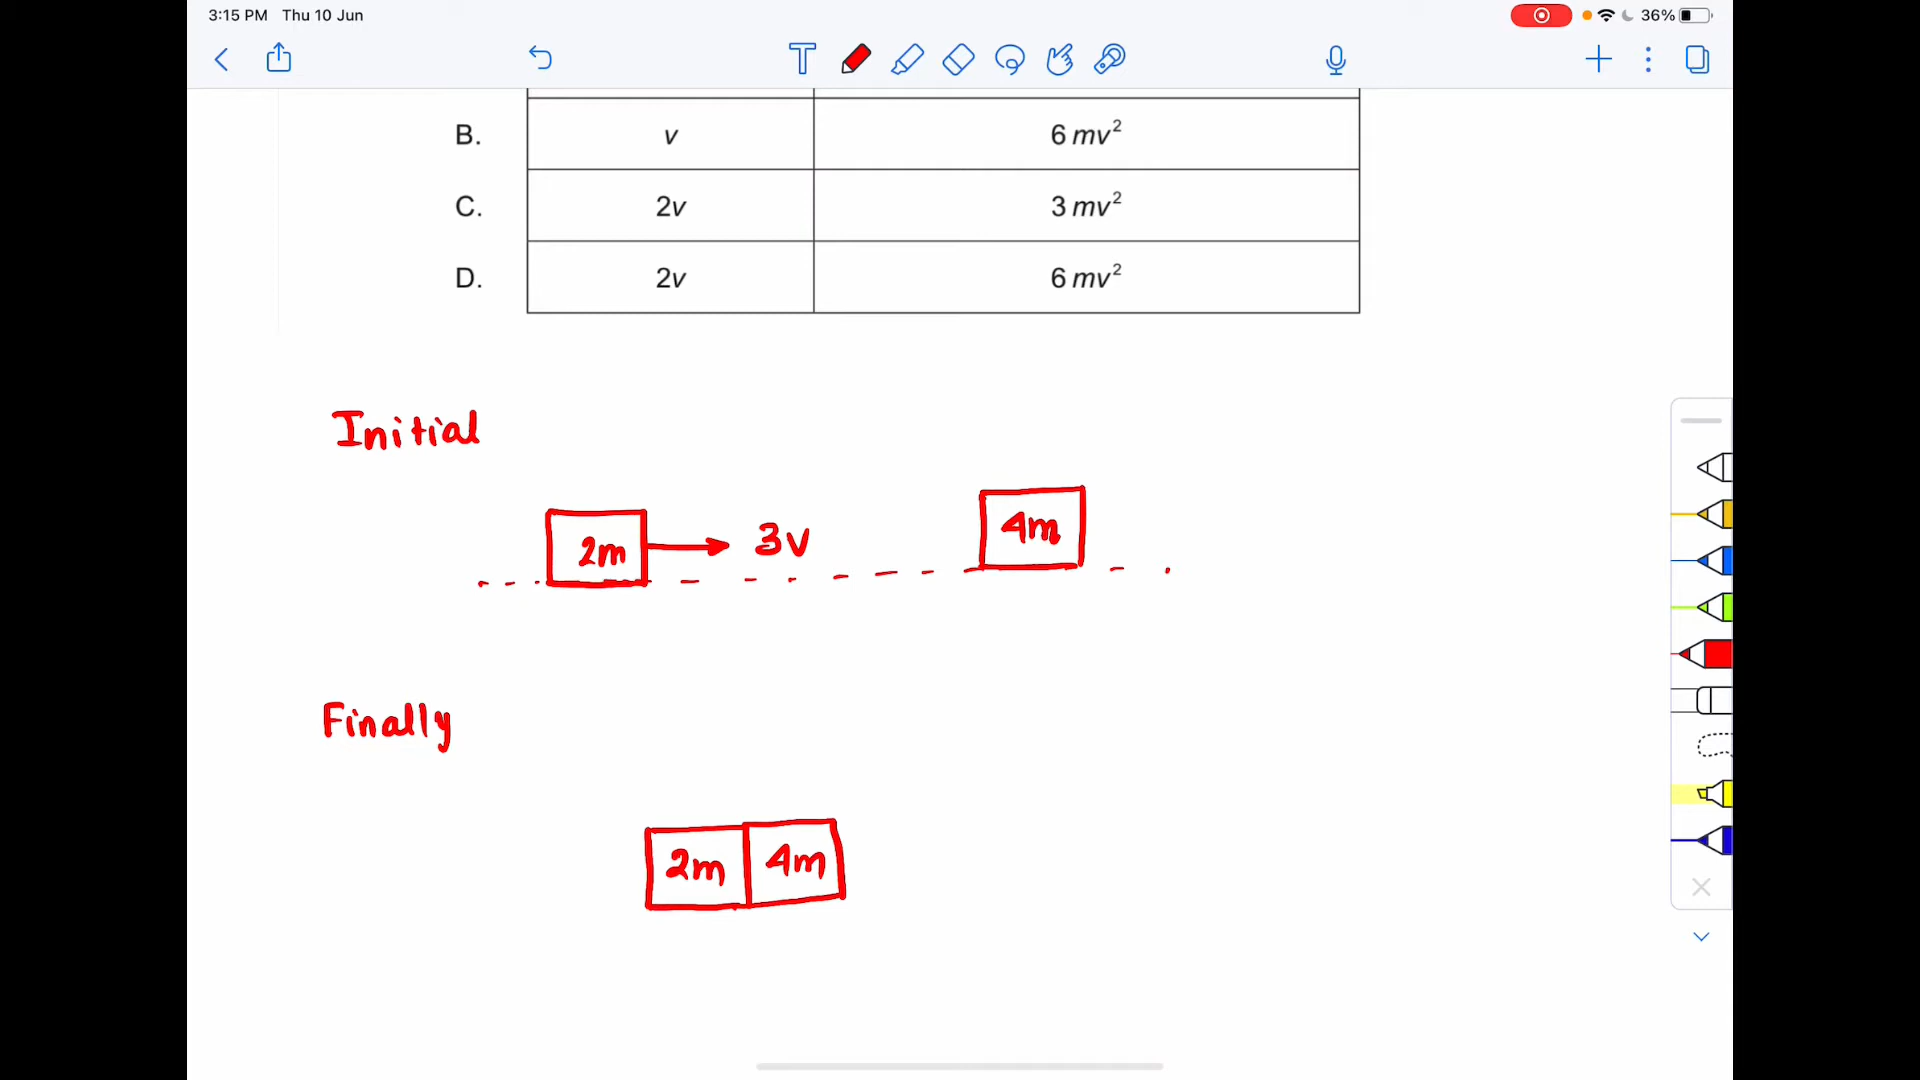 3:15 PM Thu 10 Jun 36%
B. v 6 mv²
C. 2v 3 mv²
D. 2v 6 mv²
Initial
2m 3v 4m
Finally
2m 4m